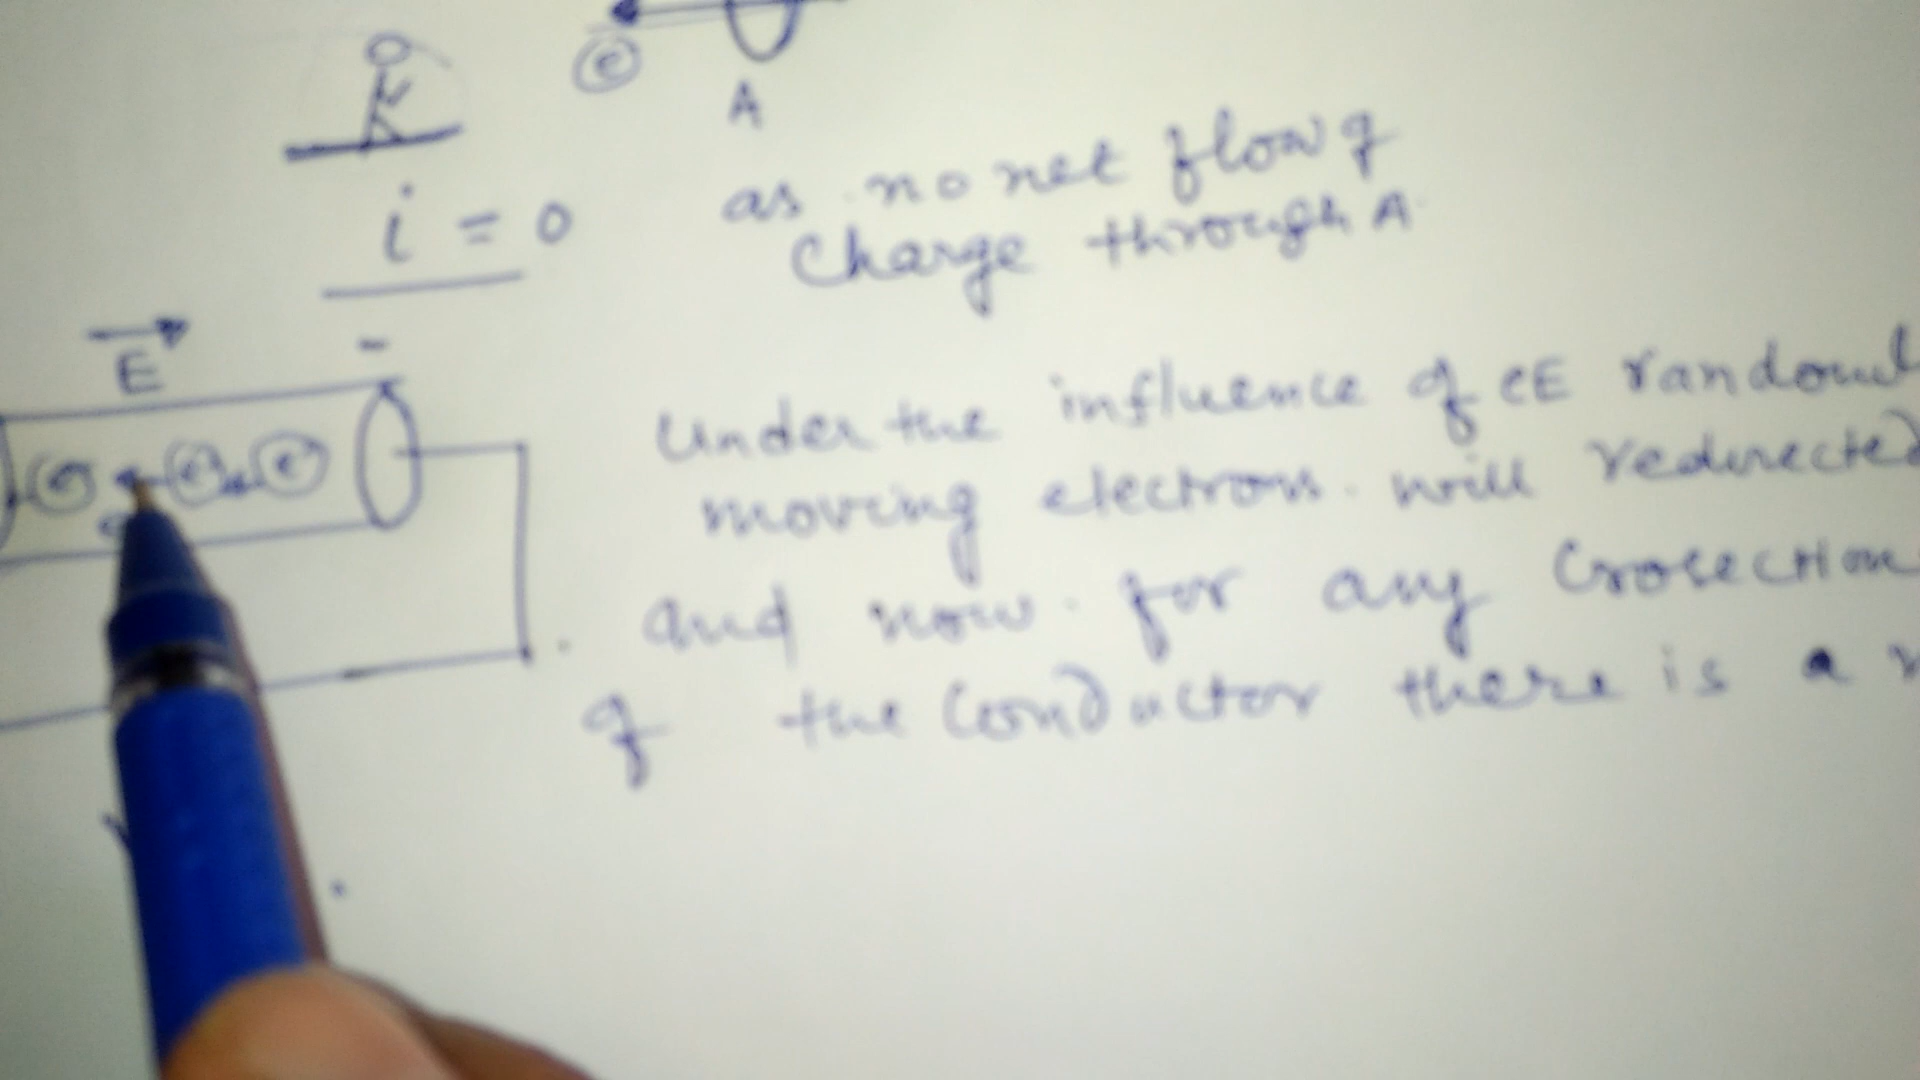 e
A
i = 0 as no net flow of
Charge through A
E
-
e e
Under the influence of eE randoml
moving electrons will redirected
and now for any Crosection
of the Conductor there is a